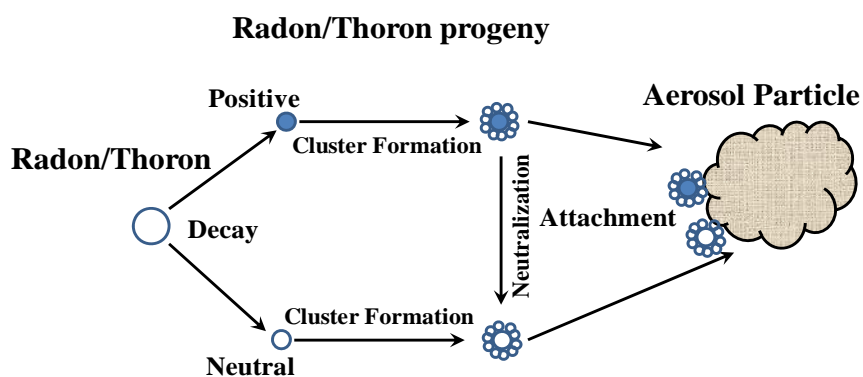 Radon/Thoron progeny
Positive
Aerosol Particle
Cluster Formation
Radon/Thoron
Decay
Neutralization
Attachment
Cluster Formation
Neutral